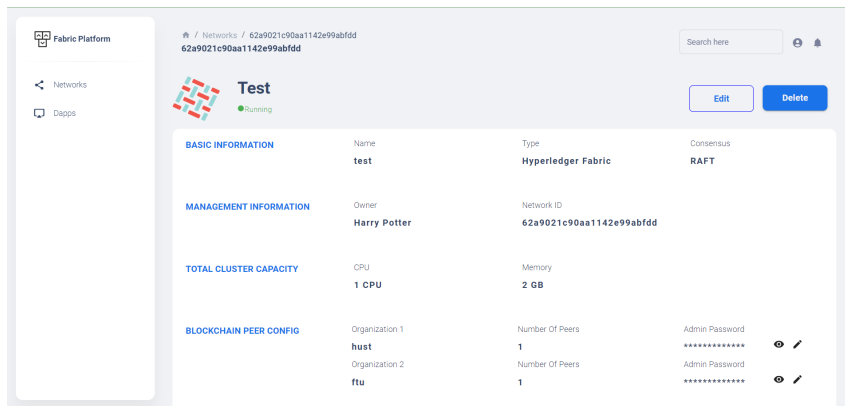 Fabric Platform
Networks
Dapps
/ Networks / 62a9021c90aa1142e99abfdd
62a9021c90aa1142e99abfdd
Search here
Test
Running
Edit
Delete
BASIC INFORMATION
Name
Type
Consensus
test
Hyperledger Fabric
RAFT
MANAGEMENT INFORMATION
Owner
Network ID
Harry Potter
62a9021c90aa1142e99abfdd
TOTAL CLUSTER CAPACITY
CPU
Memory
1 CPU
2 GB
BLOCKCHAIN PEER CONFIG
Organization 1
Number Of Peers
Admin Password
hust
1
*************
Organization 2
Number Of Peers
Admin Password
ftu
1
*************